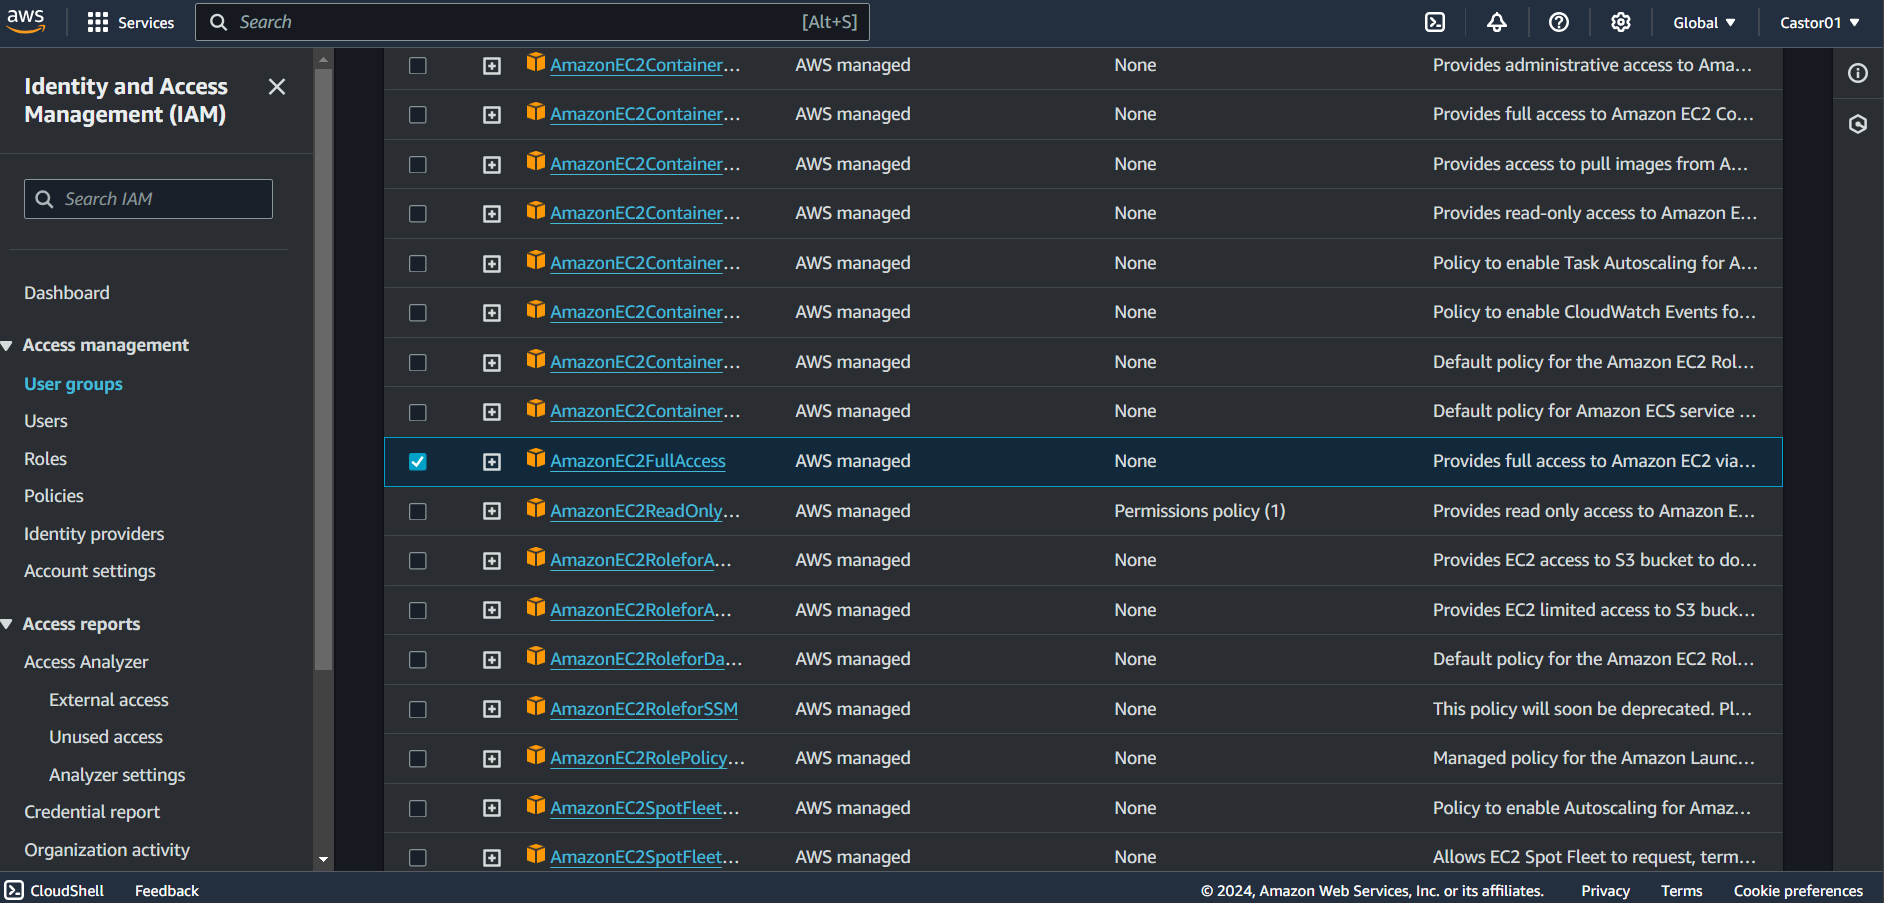 aws
Services
Search [Alt+S]
Global ▼
Castor01 ▼
Identity and Access
Management (IAM)
Search IAM
Dashboard
Access management
User groups
Users
Roles
Policies
Identity providers
Account settings
Access reports
Access Analyzer
External access
Unused access
Analyzer settings
Credential report
Organization activity
AmazonEC2Container... AWS managed None Provides administrative access to Ama...
AmazonEC2Container... AWS managed None Provides full access to Amazon EC2 Co...
AmazonEC2Container... AWS managed None Provides access to pull images from A...
AmazonEC2Container... AWS managed None Provides read-only access to Amazon E...
AmazonEC2Container... AWS managed None Policy to enable Task Autoscaling for A...
AmazonEC2Container... AWS managed None Policy to enable CloudWatch Events fo...
AmazonEC2Container... AWS managed None Default policy for the Amazon EC2 Rol...
AmazonEC2Container... AWS managed None Default policy for Amazon ECS service ...
AmazonEC2FullAccess AWS managed None Provides full access to Amazon EC2 via...
AmazonEC2ReadOnly... AWS managed Permissions policy (1) Provides read only access to Amazon E...
AmazonEC2RoleforA... AWS managed None Provides EC2 access to S3 bucket to do...
AmazonEC2RoleforA... AWS managed None Provides EC2 limited access to S3 buck...
AmazonEC2RoleforDa... AWS managed None Default policy for the Amazon EC2 Rol...
AmazonEC2RoleforSSM AWS managed None This policy will soon be deprecated. Pl...
AmazonEC2RolePolicy... AWS managed None Managed policy for the Amazon Launc...
AmazonEC2SpotFleet... AWS managed None Policy to enable Autoscaling for Amaz...
AmazonEC2SpotFleet... AWS managed None Allows EC2 Spot Fleet to request, term...
CloudShell Feedback © 2024, Amazon Web Services, Inc. or its affiliates. Privacy Terms Cookie preferences